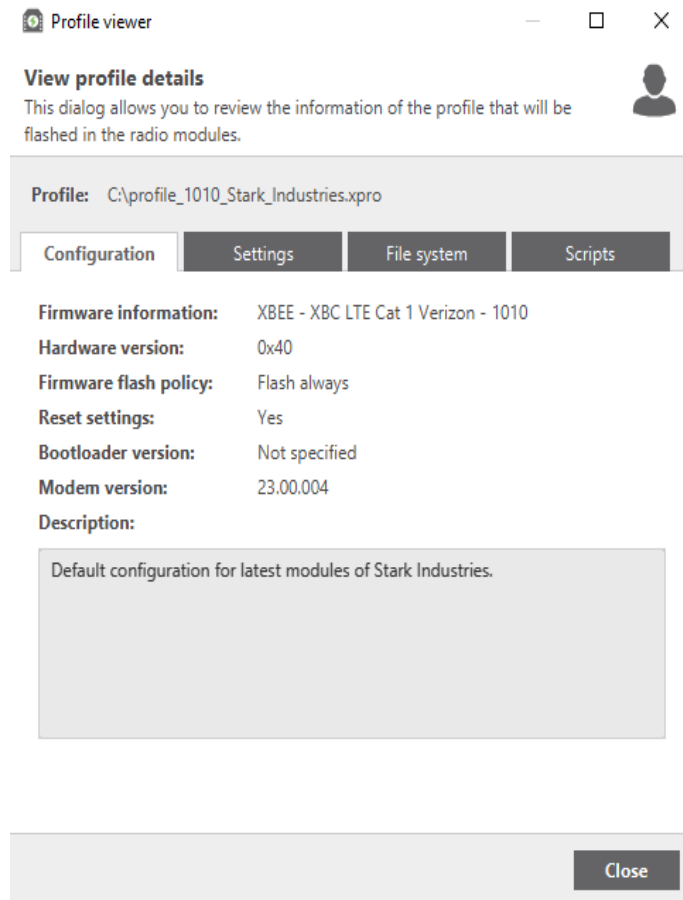 Profile viewer
View profile details
This dialog allows you to review the information of the profile that will be
flashed in the radio modules.
Profile: C:\profile_1010_Stark_Industries.xpro
Configuration Settings File system Scripts
Firmware information: XBEE - XBC LTE Cat 1 Verizon - 1010
Hardware version: 0x40
Firmware flash policy: Flash always
Reset settings: Yes
Bootloader version: Not specified
Modem version: 23.00.004
Description:
Default configuration for latest modules of Stark Industries.
Close